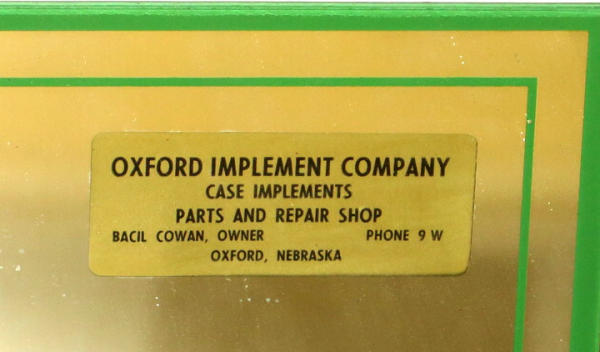 OXFORD IMPLEMENT COMPANY
CASE IMPLEMENTS
PARTS AND REPAIR SHOP
BACIL COWAN, OWNER PHONE 9 W
OXFORD, NEBRASKA